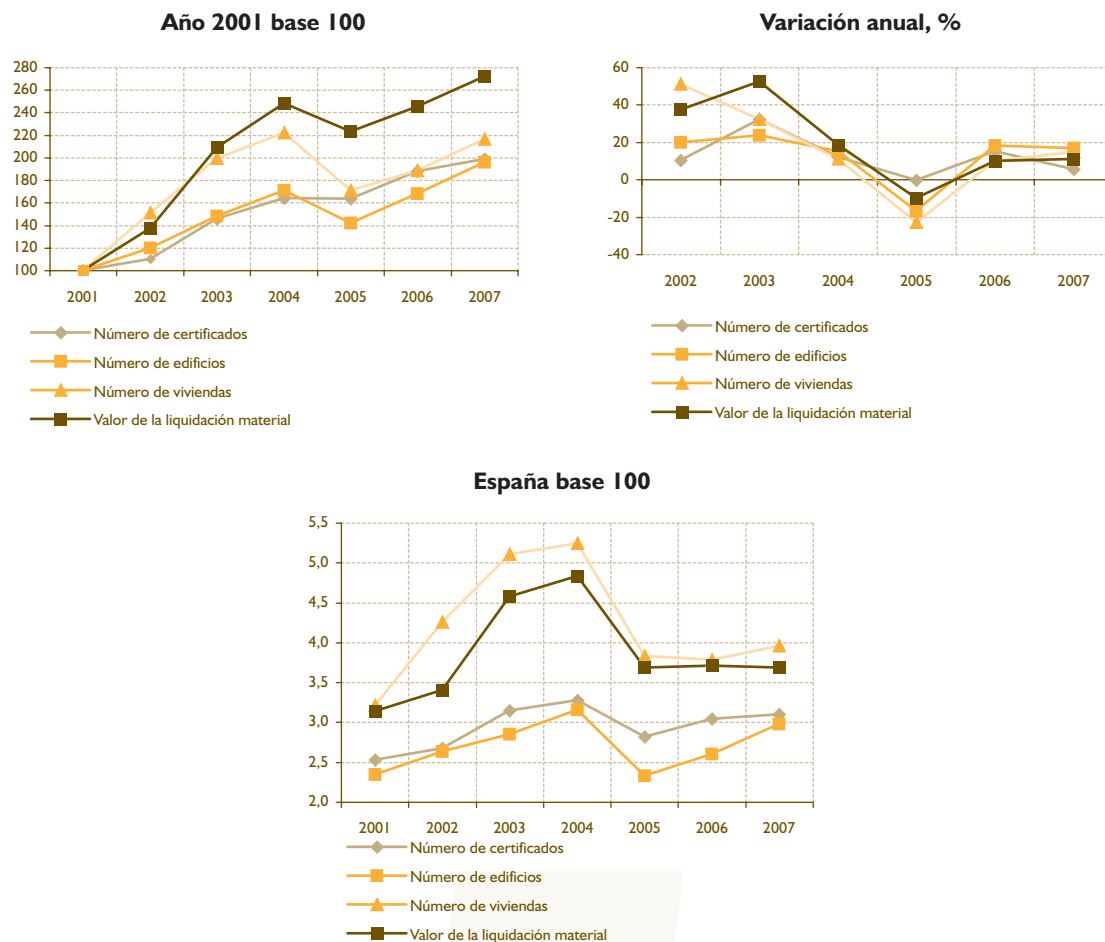 Año 2001 base 100
280
260
240
220
200
180
160
140
120
100
2001 2002 2003 2004 2005 2006 2007
Número de certificados
Número de edificios
Número de viviendas
Valor de la liquidación material
Variación anual, %
60
40
20
0
-20
-40
2002 2003 2004 2005 2006 2007
Número de certificados
Número de edificios
Número de viviendas
Valor de la liquidación material
España base 100
5,5
5,0
4,5
4,0
3,5
3,0
2,5
2,0
2001 2002 2003 2004 2005 2006 2007
Número de certificados
Número de edificios
Número de viviendas
Valor de la liquidación material